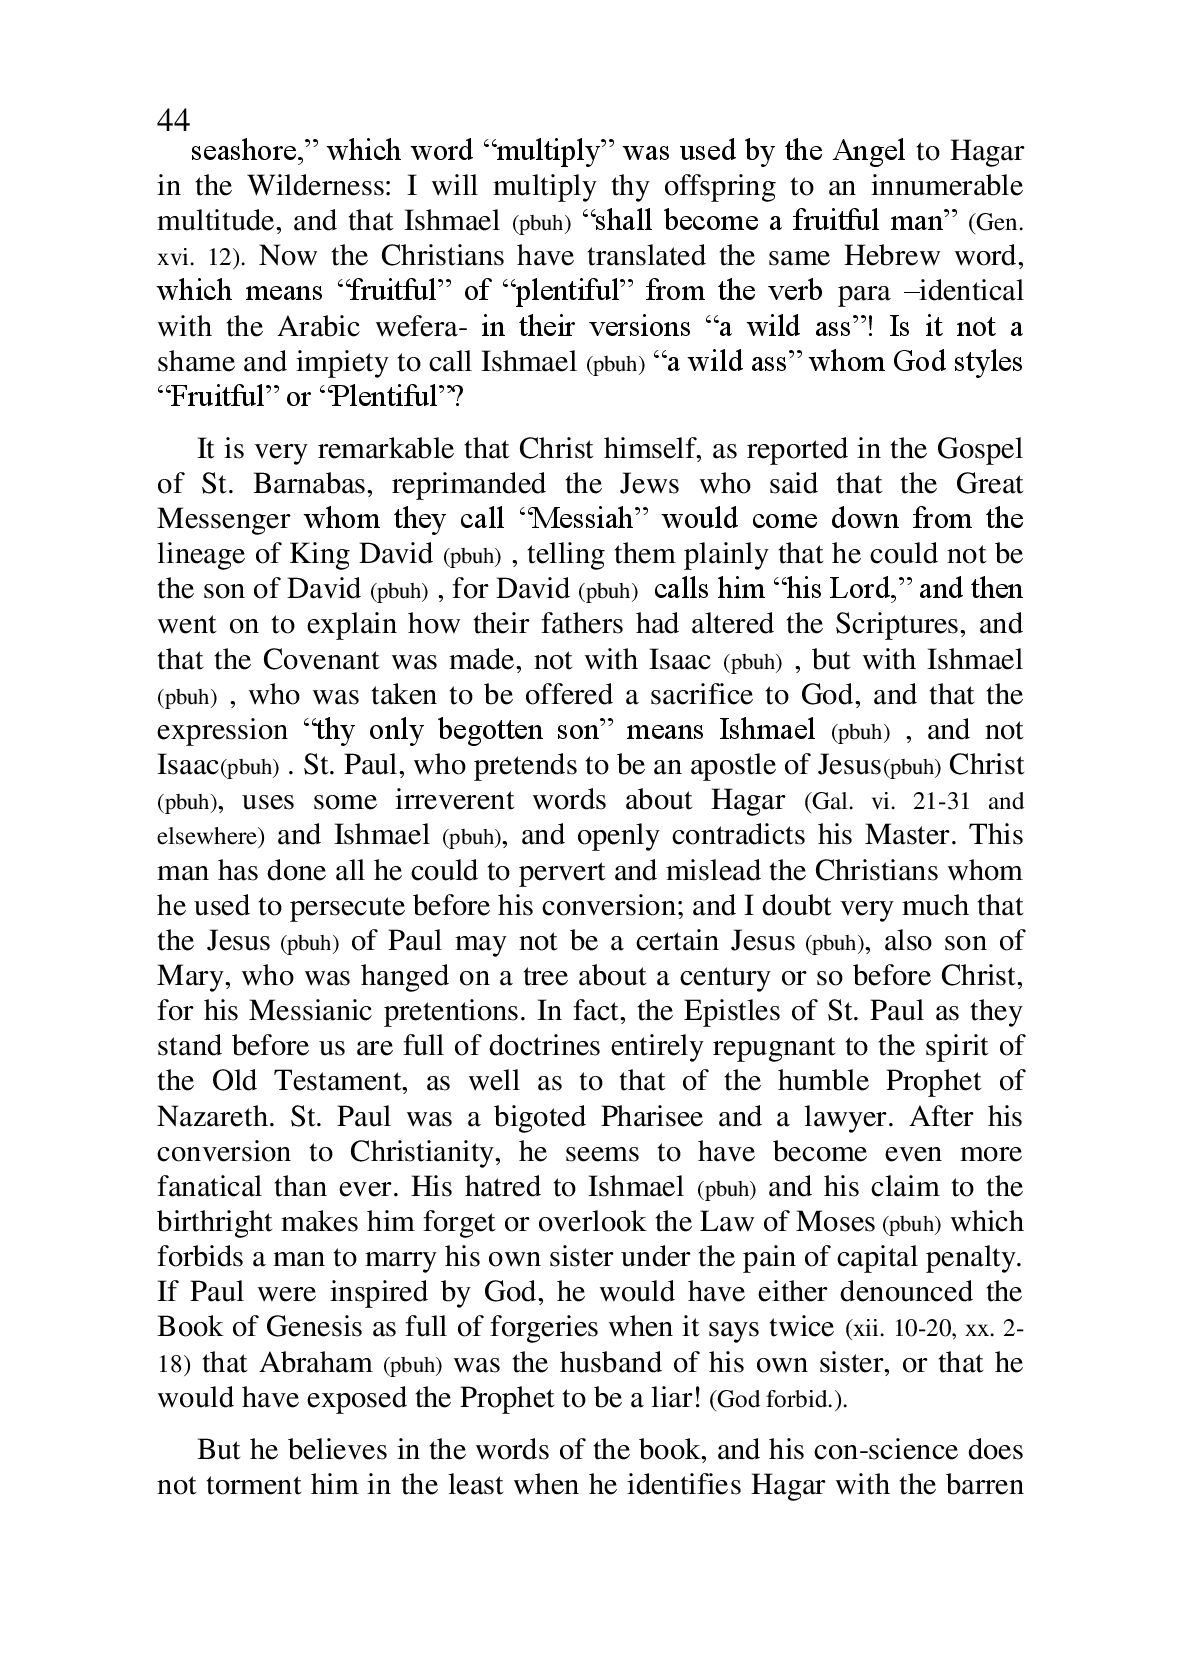 44
seashore,” which word “multiply” was used by the Angel to Hagar
in the Wilderness: I will multiply thy offspring to an innumerable
multitude, and that Ishmael (pbuh) “shall become a fruitful man” (Gen.
xvi. 12). Now the Christians have translated the same Hebrew word,
which means “fruitful” of “plentiful” from the verb para –identical
with the Arabic wefera- in their versions “a wild ass”! Is it not a
shame and impiety to call Ishmael (pbuh) “a wild ass” whom God styles
“Fruitful” or “Plentiful”?
It is very remarkable that Christ himself, as reported in the Gospel
of St. Barnabas, reprimanded the Jews who said that the Great
Messenger whom they call “Messiah” would come down from the
lineage of King David (pbuh) , telling them plainly that he could not be
the son of David (pbuh) , for David (pbuh) calls him “his Lord,” and then
went on to explain how their fathers had altered the Scriptures, and
that the Covenant was made, not with Isaac (pbuh) , but with Ishmael
(pbuh) , who was taken to be offered a sacrifice to God, and that the
expression “thy only begotten son” means Ishmael (pbuh) , and not
Isaac(pbuh) . St. Paul, who pretends to be an apostle of Jesus(pbuh) Christ
(pbuh), uses some irreverent words about Hagar (Gal. vi. 21-31 and
elsewhere) and Ishmael (pbuh), and openly contradicts his Master. This
man has done all he could to pervert and mislead the Christians whom
he used to persecute before his conversion; and I doubt very much that
the Jesus (pbuh) of Paul may not be a certain Jesus (pbuh), also son of
Mary, who was hanged on a tree about a century or so before Christ,
for his Messianic pretentions. In fact, the Epistles of St. Paul as they
stand before us are full of doctrines entirely repugnant to the spirit of
the Old Testament, as well as to that of the humble Prophet of
Nazareth. St. Paul was a bigoted Pharisee and a lawyer. After his
conversion to Christianity, he seems to have become even more
fanatical than ever. His hatred to Ishmael (pbuh) and his claim to the
birthright makes him forget or overlook the Law of Moses (pbuh) which
forbids a man to marry his own sister under the pain of capital penalty.
If Paul were inspired by God, he would have either denounced the
Book of Genesis as full of forgeries when it says twice (xii. 10-20, xx. 2-
18) that Abraham (pbuh) was the husband of his own sister, or that he
would have exposed the Prophet to be a liar! (God forbid.).
But he believes in the words of the book, and his con-science does
not torment him in the least when he identifies Hagar with the barren